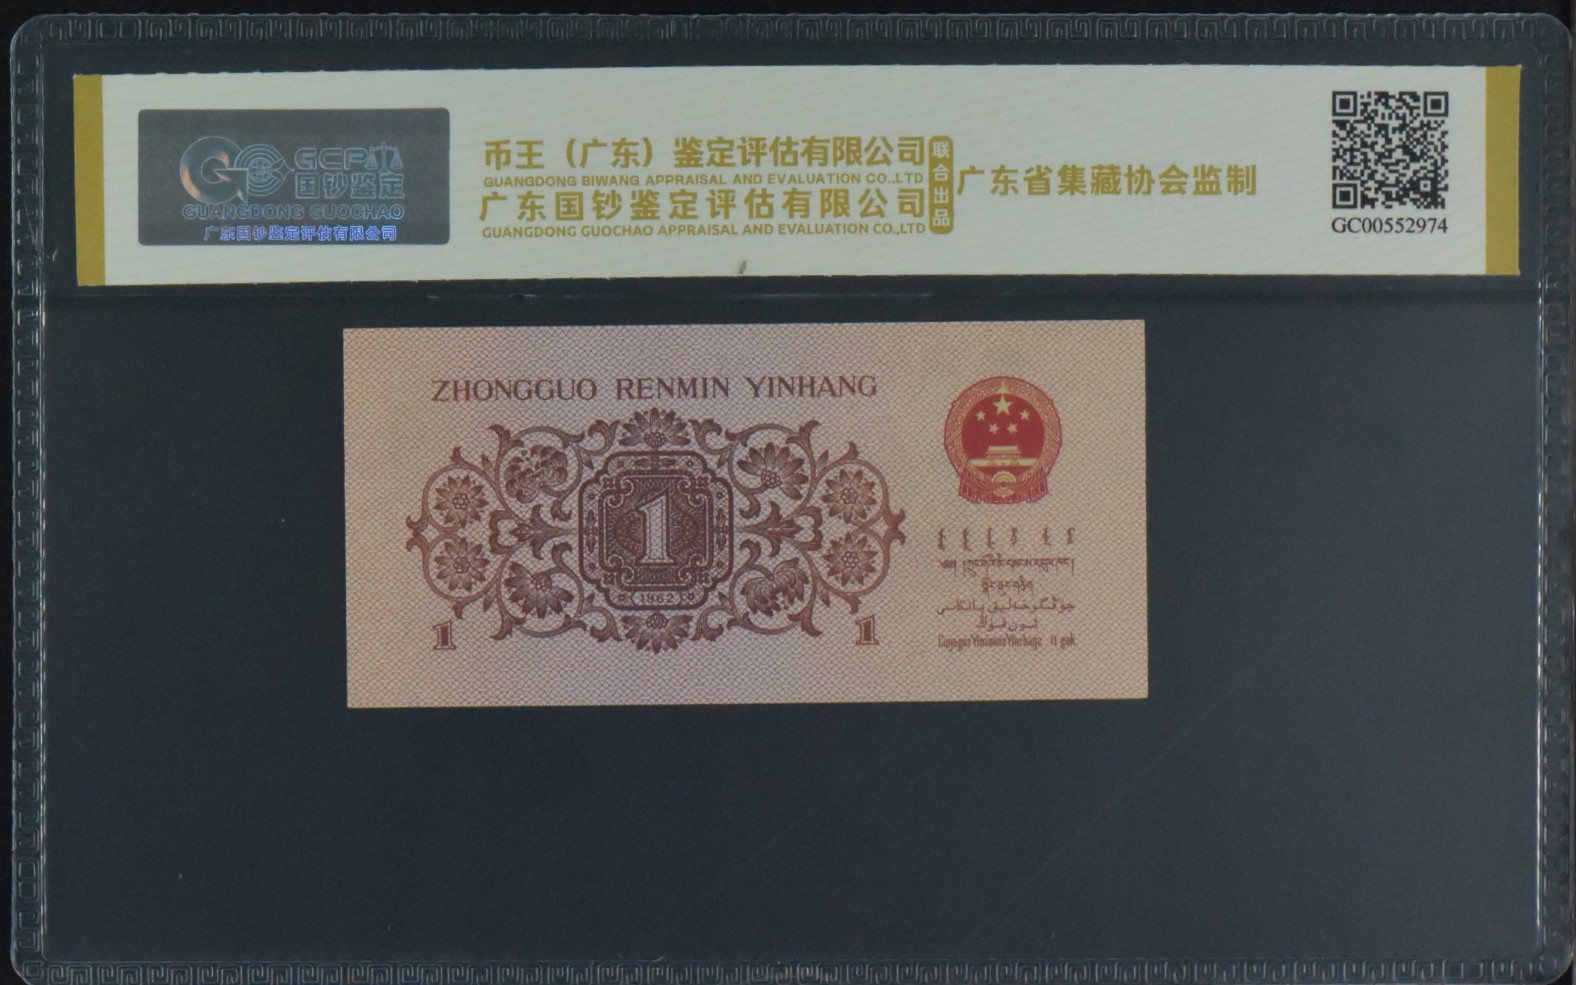 GCPA
国钞鉴定
GUANGDONG GUOCHAO
广东国钞鉴定评估有限公司
币王（广东）鉴定评估有限公司
GUANGDONG BIWANG APPRAISAL AND EVALUATION CO.,LTD
广东国钞鉴定评估有限公司
GUANGDONG GUOCHAO APPRAISAL AND EVALUATION CO.,LTD
联合出品
广东省集藏协会监制
GC00552974
ZHONGGUO RENMIN YINHANG
1
1862
1 1